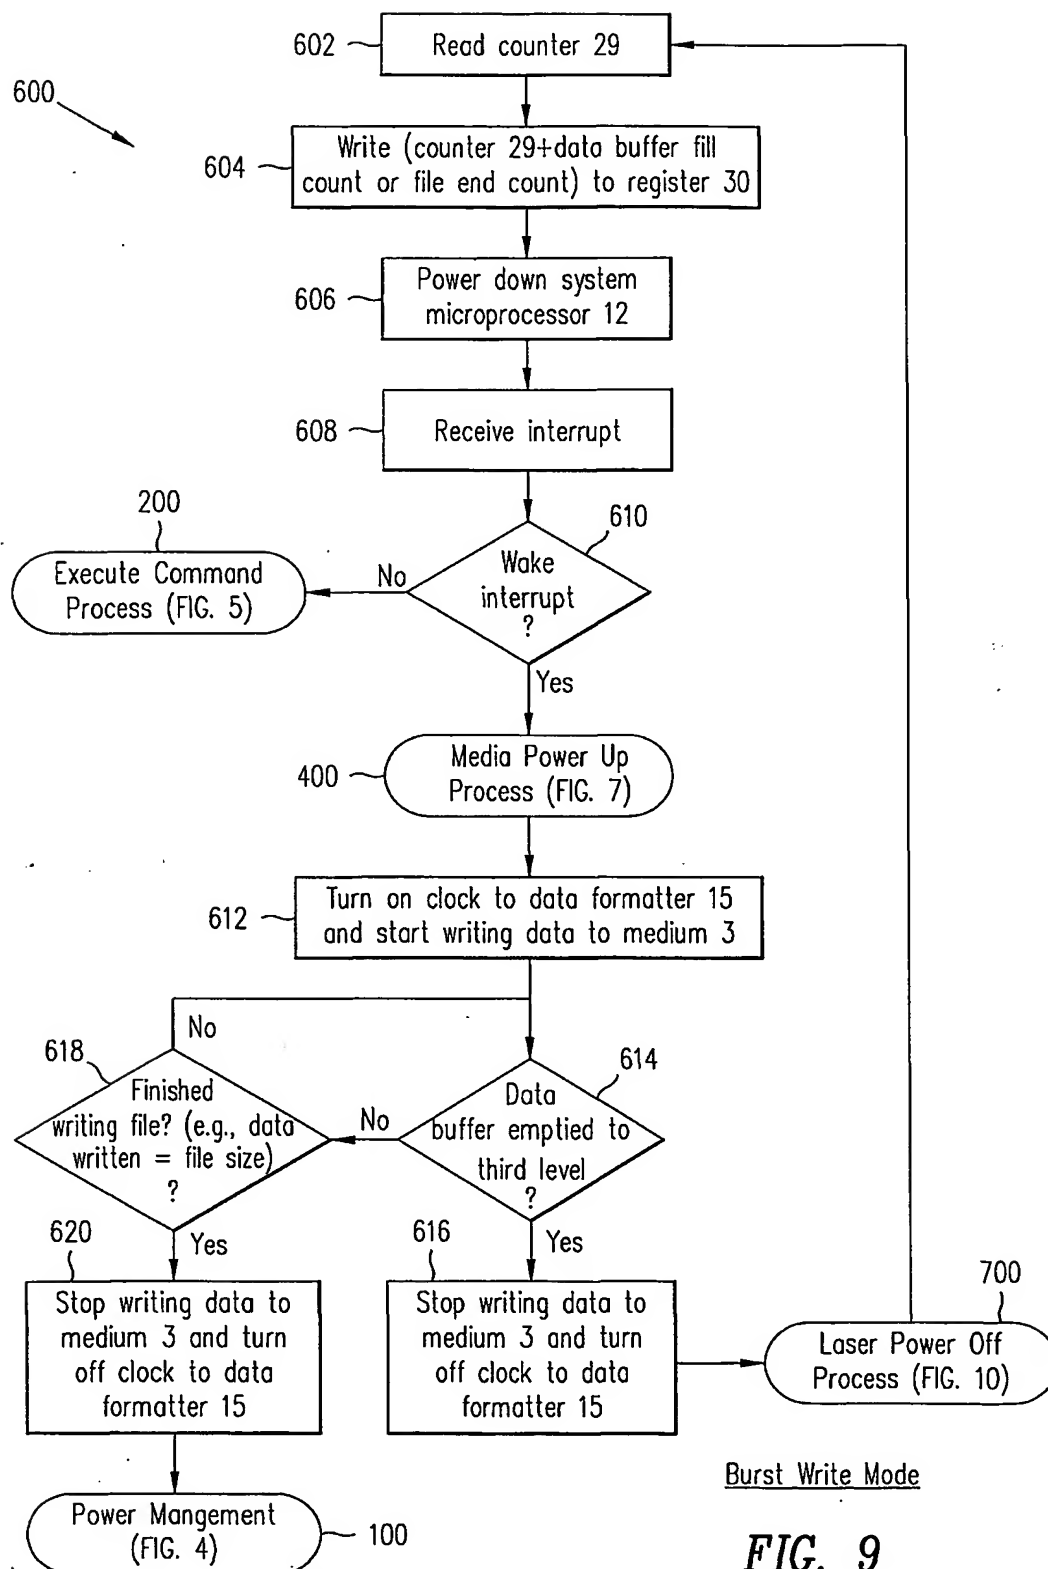 602
Read counter 29
600
604
Write (counter 29+data buffer fill
count or file end count) to register 30
606
Power down system
microprocessor 12
608
Receive interrupt
200
610
Execute Command
Process (FIG. 5)
No
Wake
interrupt
?
Yes
400
Media Power Up
Process (FIG. 7)
612
Turn on clock to data formatter 15
and start writing data to medium 3
No
618
614
Finished
writing file? (e.g., data
written = file size)
?
No
Data
buffer emptied to
third level
?
620
Yes
616
Yes
Stop writing data to
medium 3 and turn
off clock to data
formatter 15
Stop writing data to
medium 3 and turn
off clock to data
formatter 15
700
Laser Power Off
Process (FIG. 10)
Power Mangement
(FIG. 4)
100
Burst Write Mode
FIG. 9